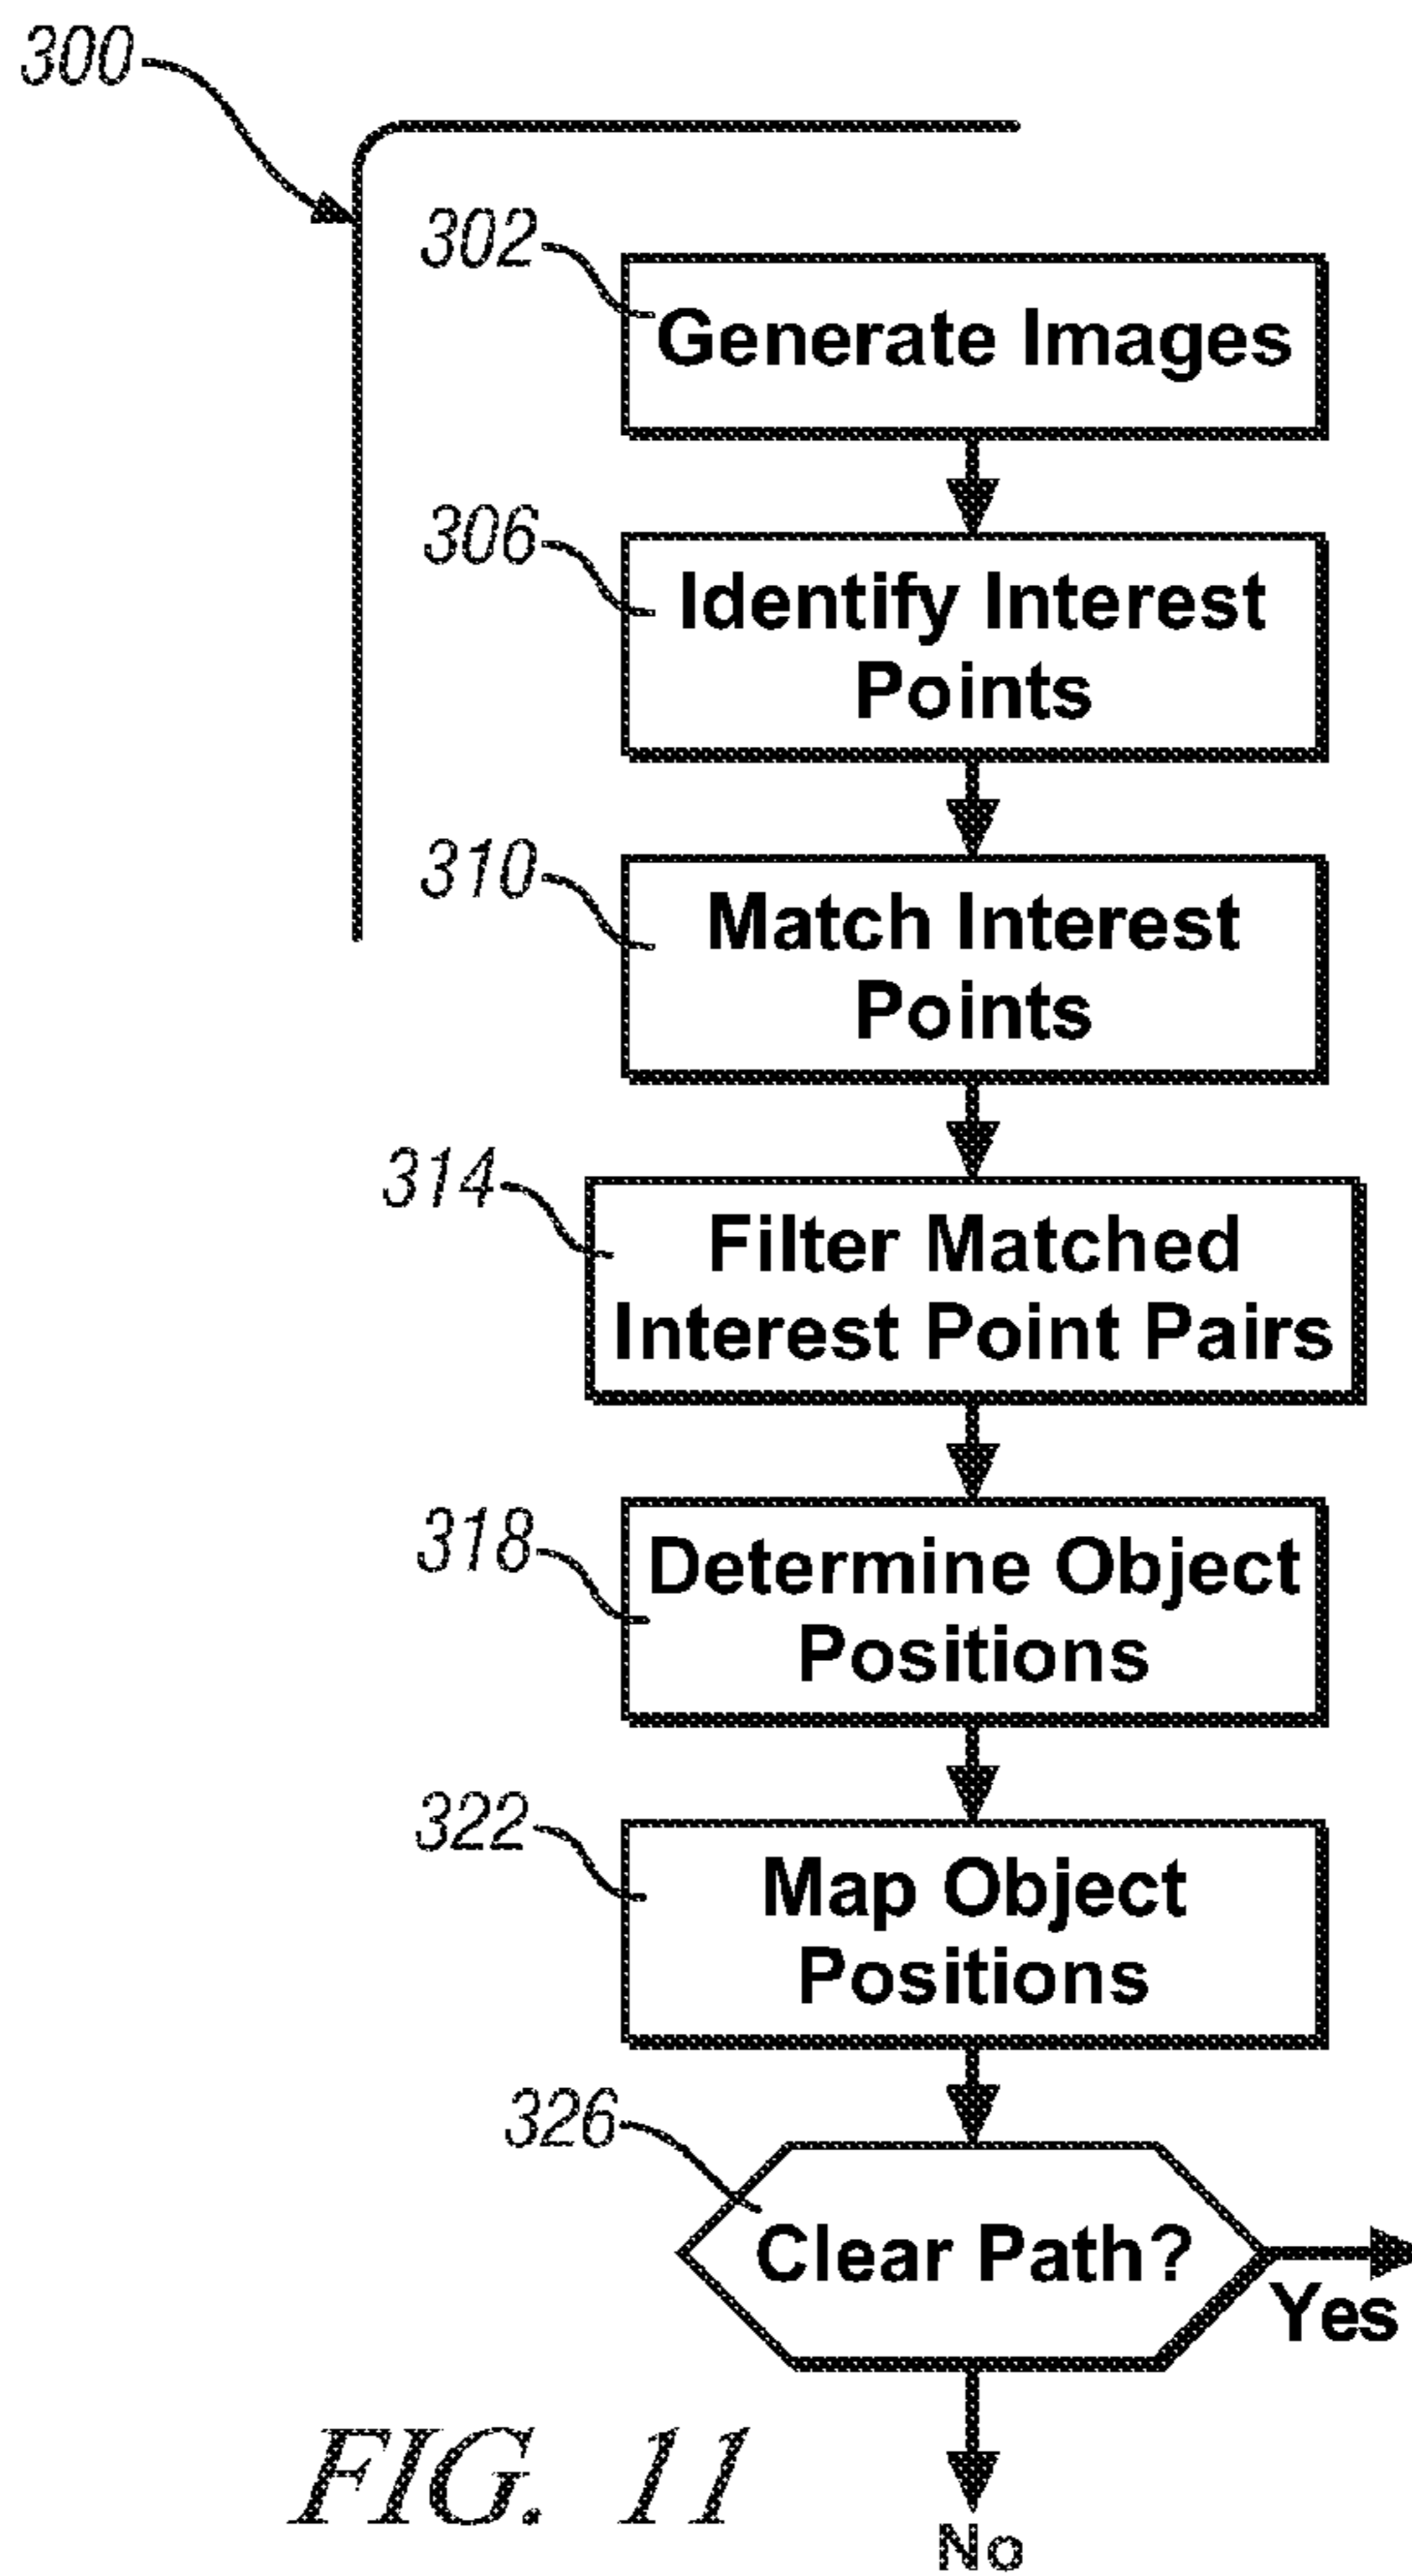 300
302
Generate Images
306
Identify Interest
Points
310
Match Interest
Points
314
Filter Matched
Interest Point Pairs
318
Determine Object
Positions
322
Map Object
Positions
326
Clear Path?
Yes
No
FIG. 11